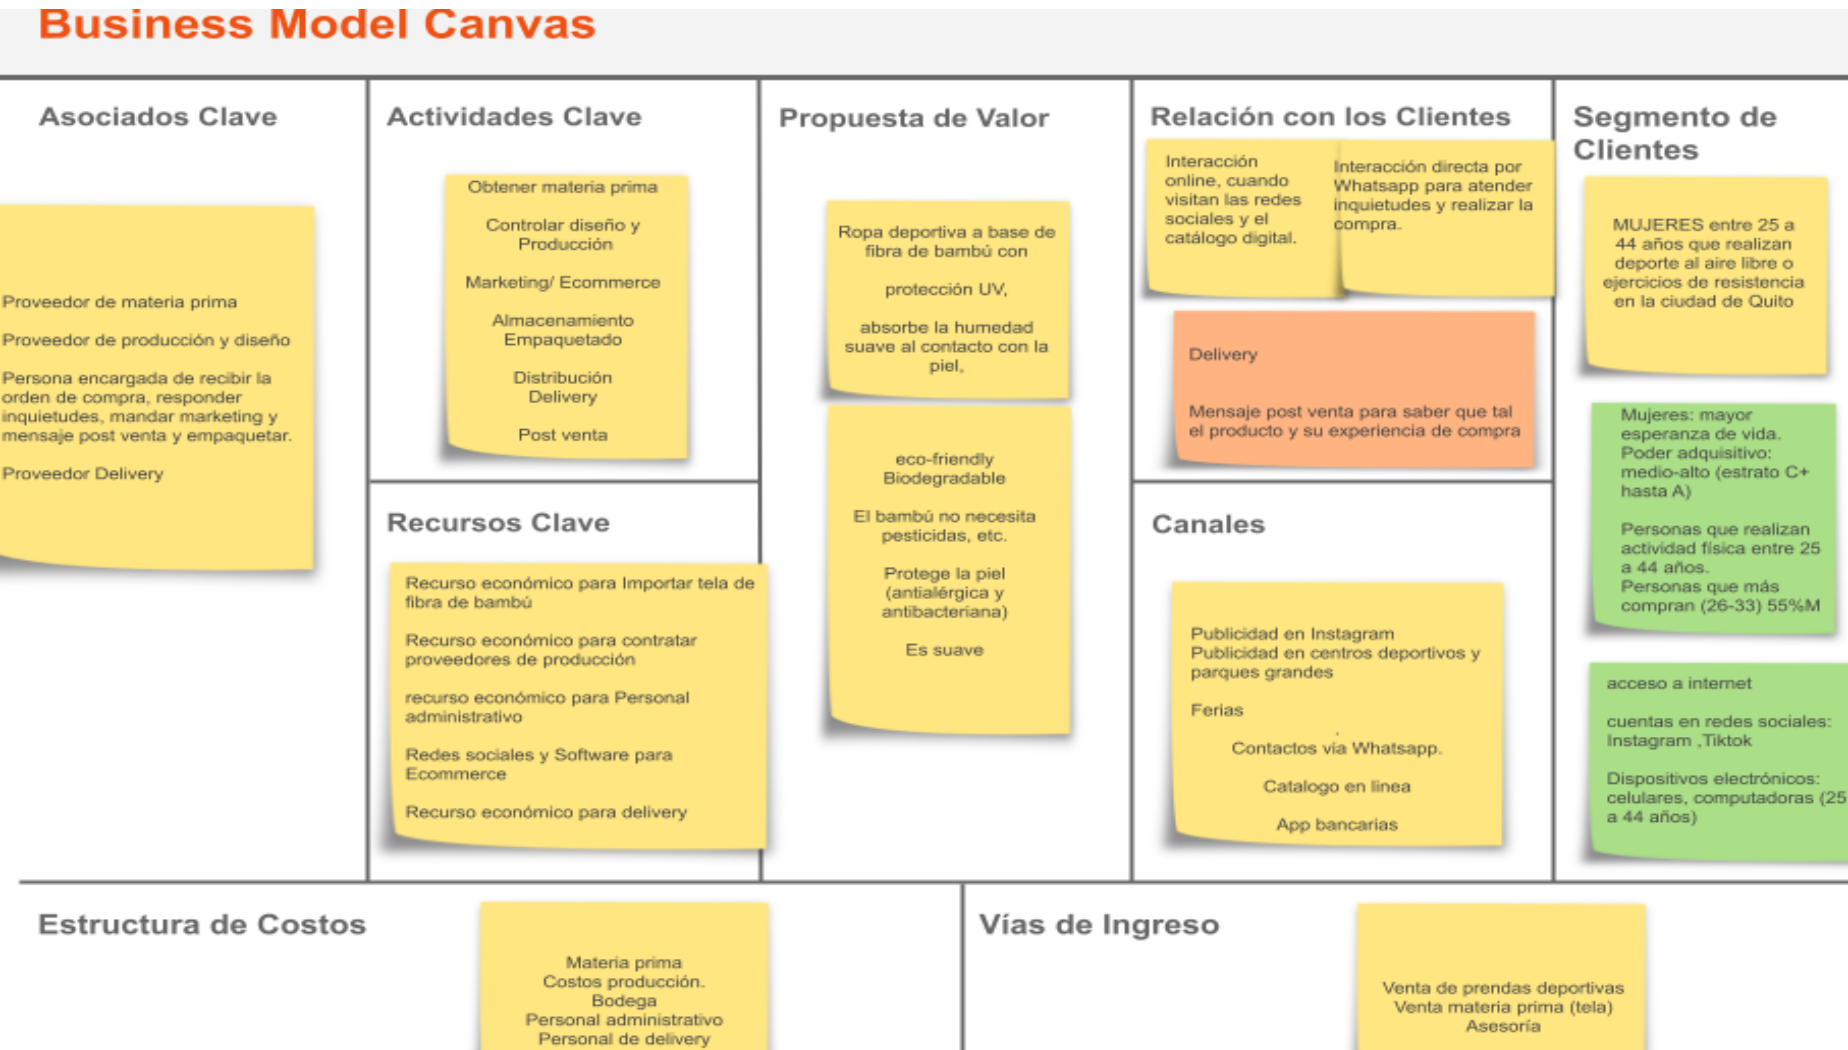 Business Model Canvas
Asociados Clave
Proveedor de materia prima
Proveedor de producción y diseño
Persona encargada de recibir la
orden de compra, responder
inquietudes, mandar marketing y
mensaje post venta y empaquetar.
Proveedor Delivery
Actividades Clave
Obtener materia prima
Controlar diseño y
Producción
Marketing/ Ecommerce
Almacenamiento
Empaquetado
Distribución
Delivery
Post venta
Recursos Clave
Recurso económico para Importar tela de
fibra de bambú
Recurso económico para contratar
proveedores de producción
recurso económico para Personal
administrativo
Redes sociales y Software para
Ecommerce
Recurso económico para delivery
Propuesta de Valor
Ropa deportiva a base de
fibra de bambú con
protección UV,
absorbe la humedad
suave al contacto con la
piel,
eco-friendly
Biodegradable
El bambú no necesita
pesticidas, etc.
Protege la piel
(antialérgica y
antibacteriana)
Es suave
Relación con los Clientes
Interacción
online, cuando
visitan las redes
sociales y el
catálogo digital.
Interacción directa por
Whatsapp para atender
inquietudes y realizar la
compra.
Delivery
Mensaje post venta para saber que tal
el producto y su experiencia de compra
Canales
Publicidad en Instagram
Publicidad en centros deportivos y
parques grandes
Ferias
.
Contactos via Whatsapp.
Catalogo en linea
App bancarias
Segmento de
Clientes
MUJERES entre 25 a
44 años que realizan
deporte al aire libre o
ejercicios de resistencia
en la ciudad de Quito
Mujeres: mayor
esperanza de vida.
Poder adquisitivo:
medio-alto (estrato C+
hasta A)
Personas que realizan
actividad física entre 25
a 44 años.
Personas que más
compran (26-33) 55%M
acceso a internet
cuentas en redes sociales:
Instagram ,Tiktok
Dispositivos electrónicos:
celulares, computadoras (25
a 44 años)
Estructura de Costos
Materia prima
Costos producción.
Bodega
Personal administrativo
Personal de delivery
Vías de Ingreso
Venta de prendas deportivas
Venta materia prima (tela)
Asesoría